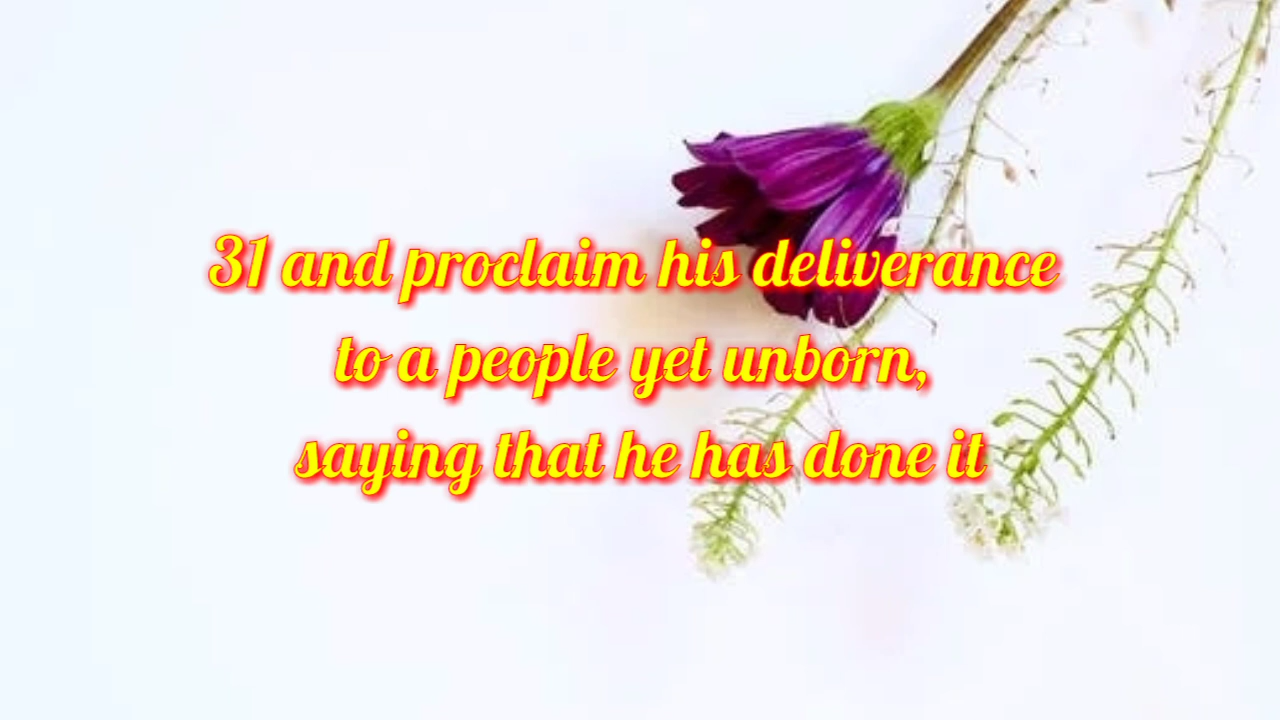 31 and proclaim his deliverance
to a people yet unborn,
saying that he has done it